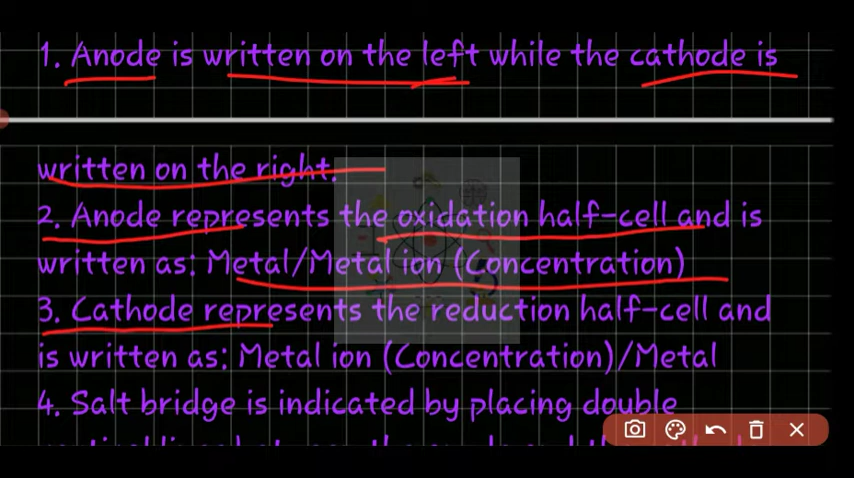 1. Anode is written on the left while the cathode is
written on the right.
2. Anode represents the oxidation half-cell and is
written as: Metal/Metal ion (Concentration)
3. Cathode represents the reduction half-cell and
is written as: Metal ion (Concentration)/Metal
4. Salt bridge is indicated by placing double